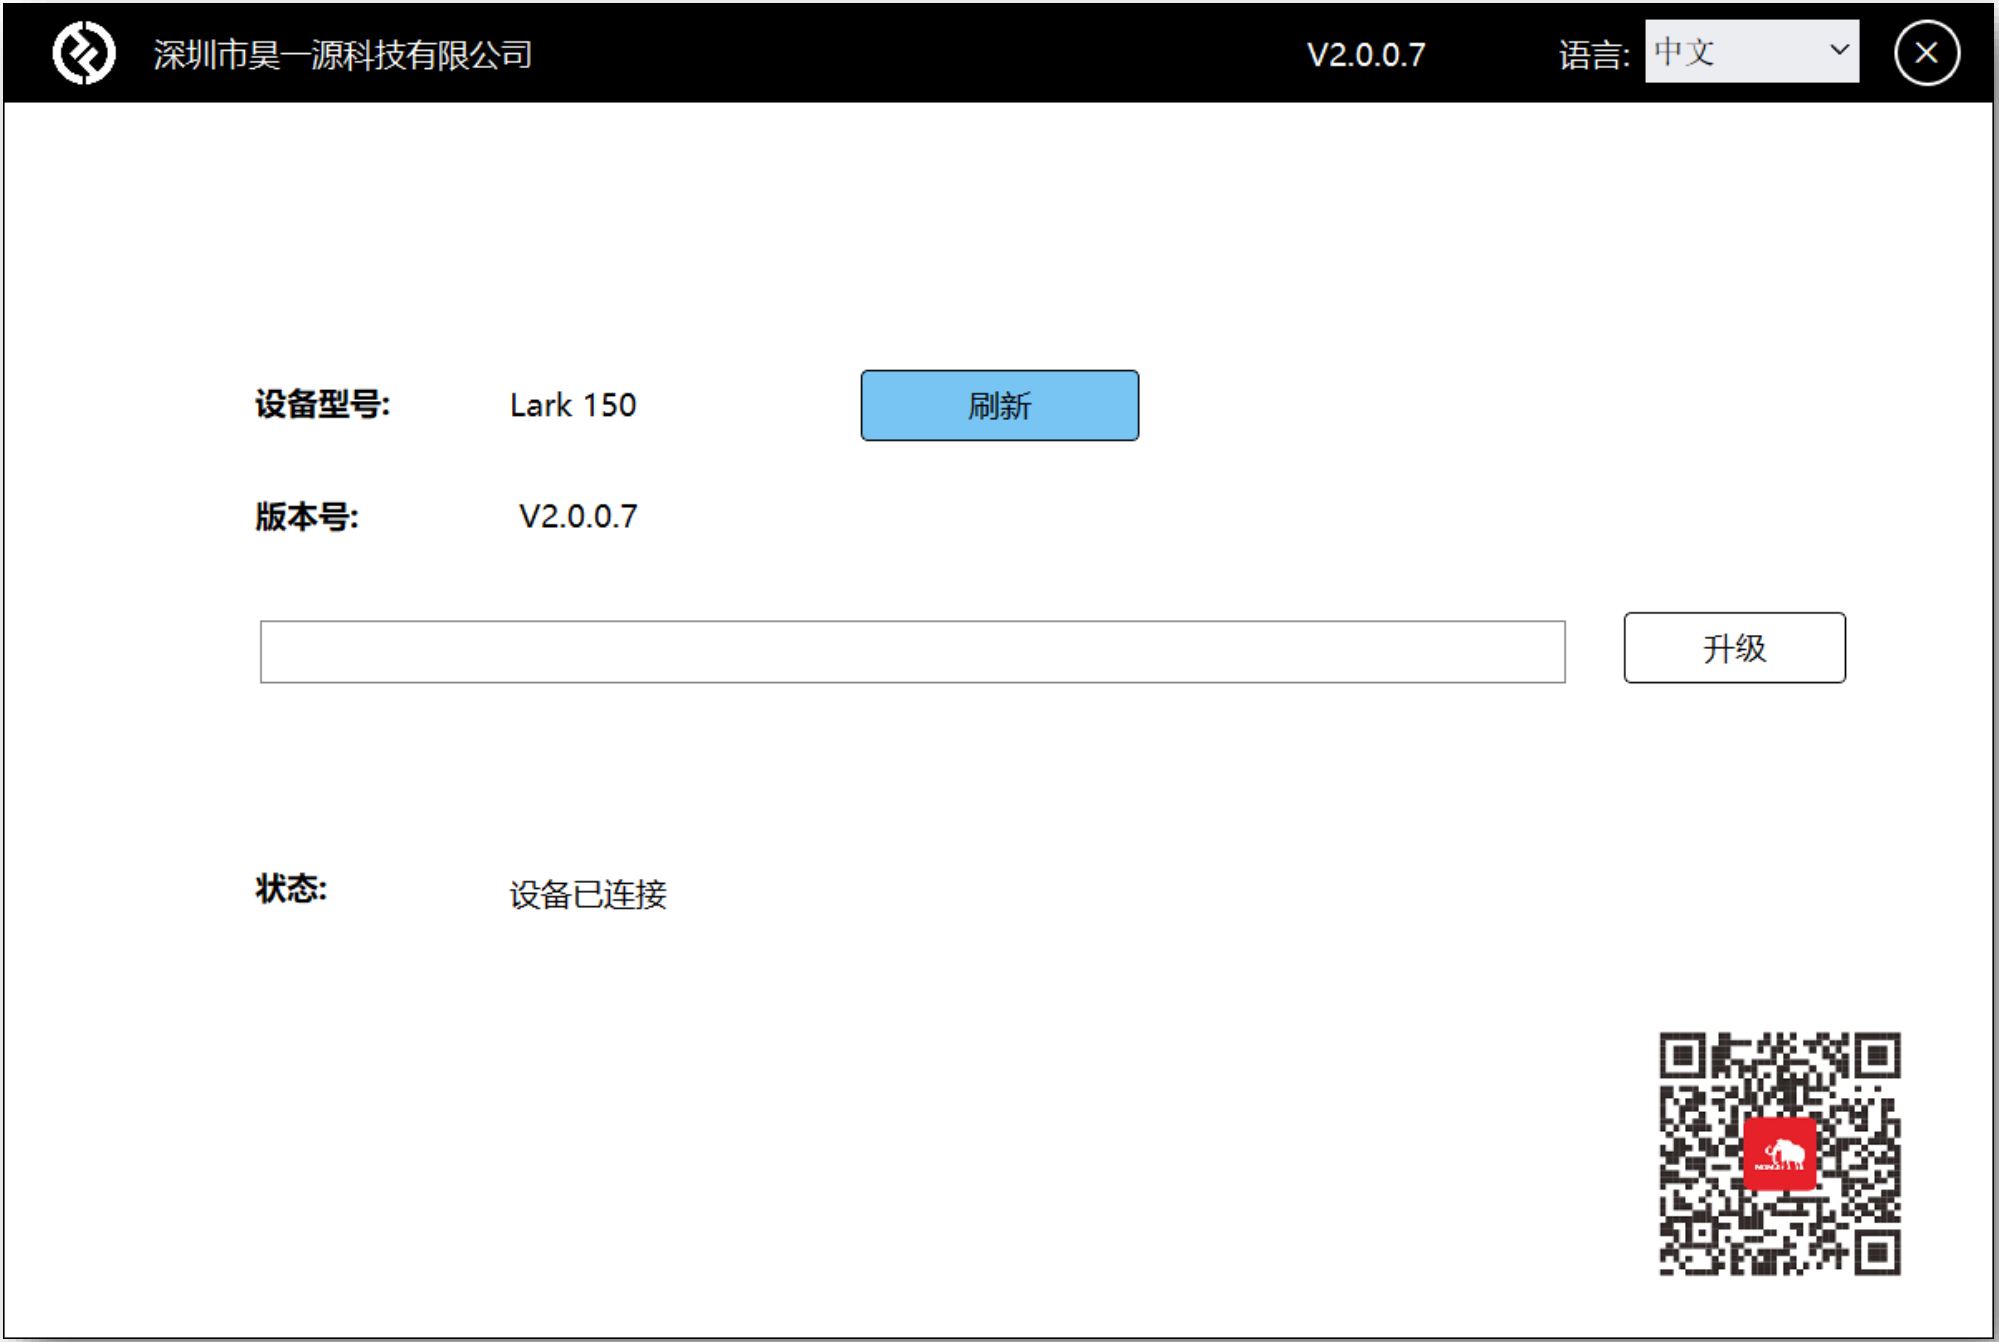 深圳市昊一源科技有限公司
V2.0.0.7
语言: 中文
设备型号: Lark 150
刷新
版本号: V2.0.0.7
升级
状态: 设备已连接